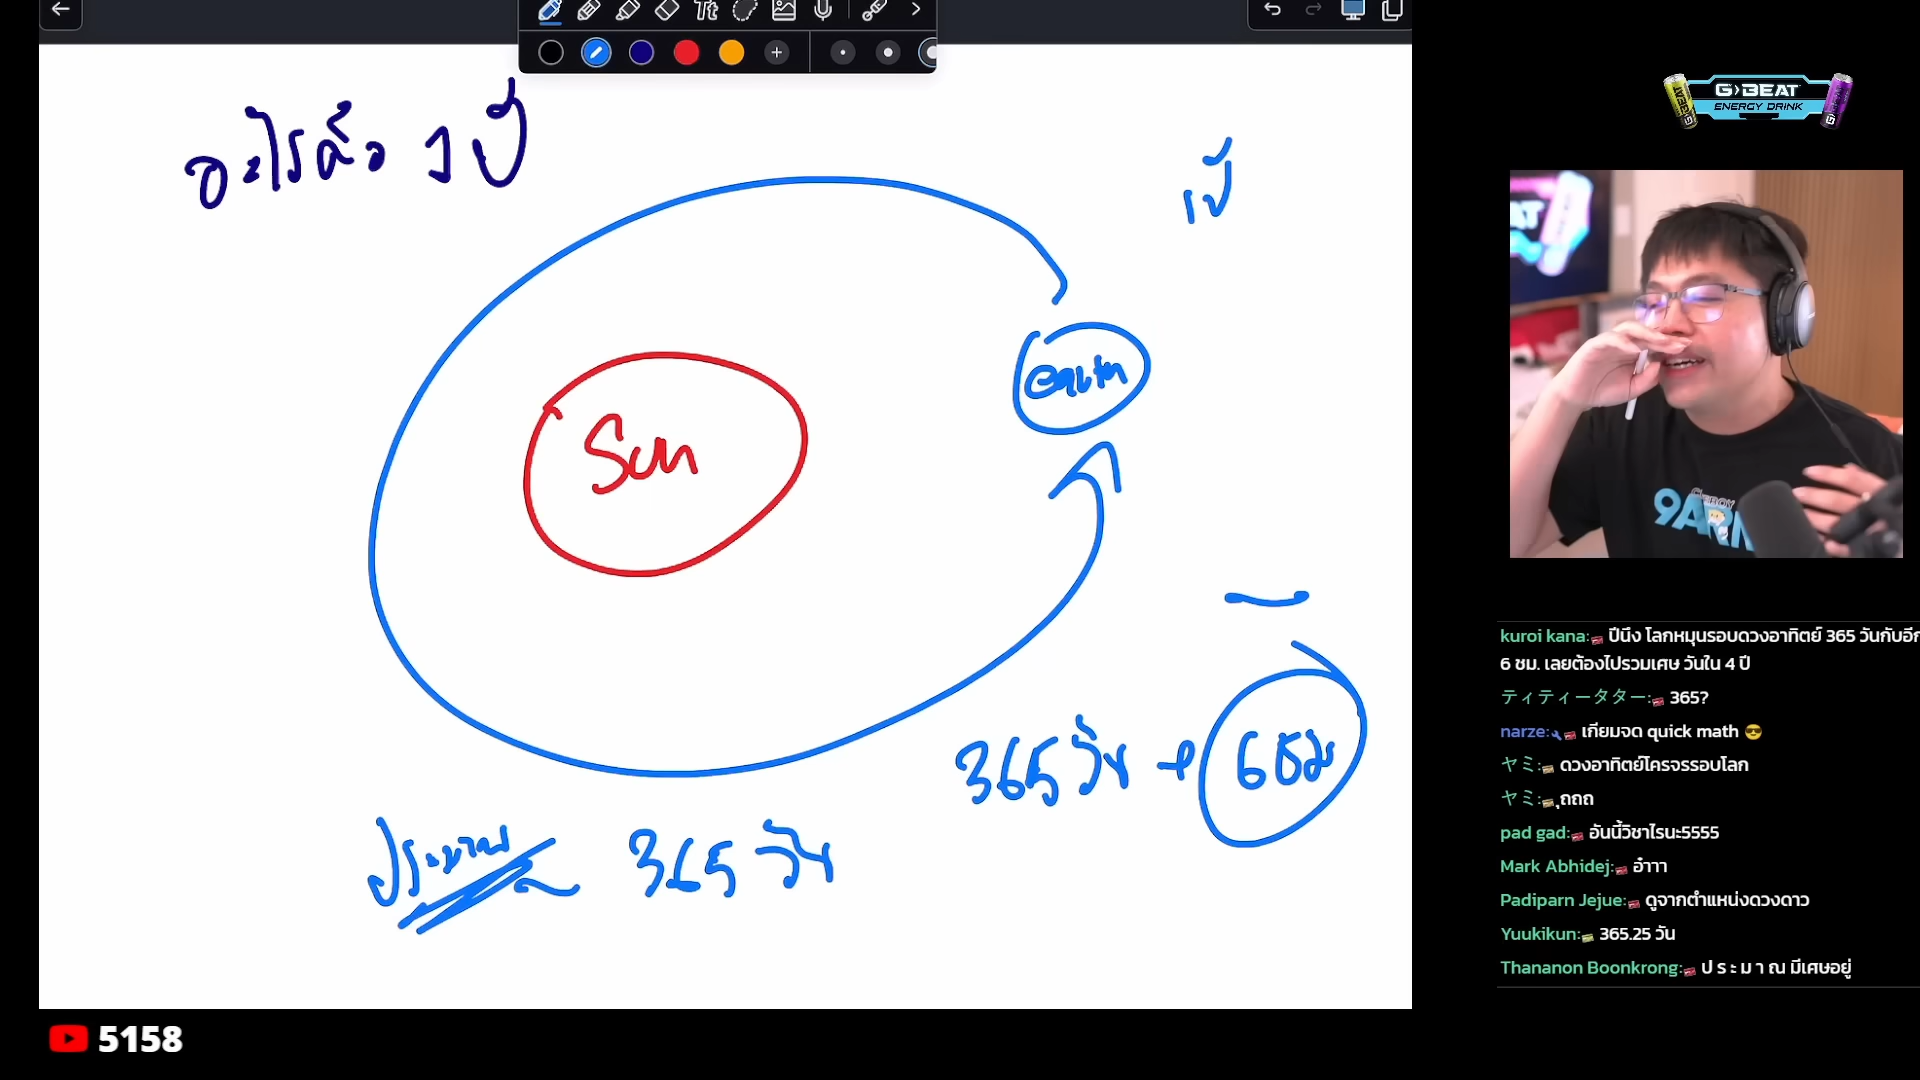 Tt
G>BEAT
ENERGY DRINK
อะไรคือ 1 ปี
Sun
earth
365 วัน + 6 ชม
ประมาณ ~ 365 วัน
9ARM
kuroi kana: ปีนึง โลกหมุนรอบดวงอาทิตย์ 365 วันกับอีก
6 ชม. เลยต้องไปรวมเศษ วันใน 4 ปี
ティティータター: 365?
narze: เกียมจด quick math 😎
ヤミ: ดวงอาทิตย์โครจรรอบโลก
ヤミ: ุถถถ
pad gad: อันนี้วิชาไรนะ5555
Mark Abhidej: อ๋าาา
Padiparn Jejue: ดูจากตำแหน่งดวงดาว
Yuukikun: 365.25 วัน
Thananon Boonkrong: ป ร ะ ม า ณ มีเศษอยู่
5158